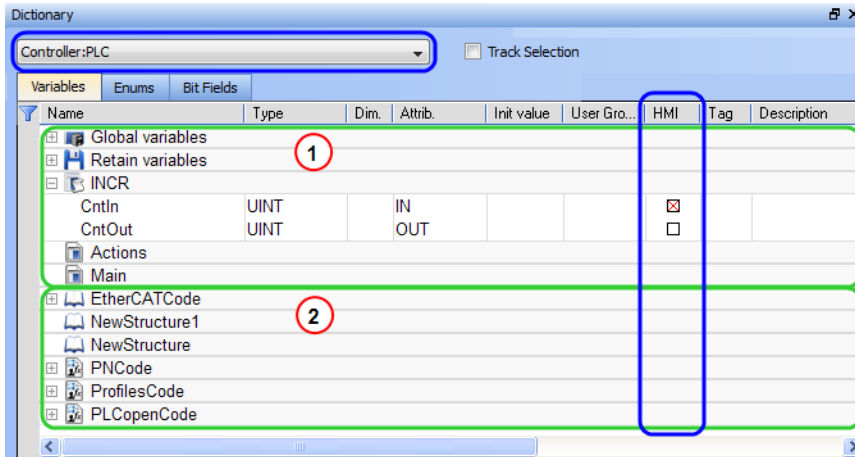 Dictionary
Controller:PLC
Track Selection
Variables Enums Bit Fields
Name Type Dim. Attrib. Init value User Gro... HMI Tag Description
Global variables
1
Retain variables
INCR
CntIn UINT IN
CntOut UINT OUT
Actions
Main
EtherCATCode
2
NewStructure1
NewStructure
PNCode
ProfilesCode
PLCopenCode